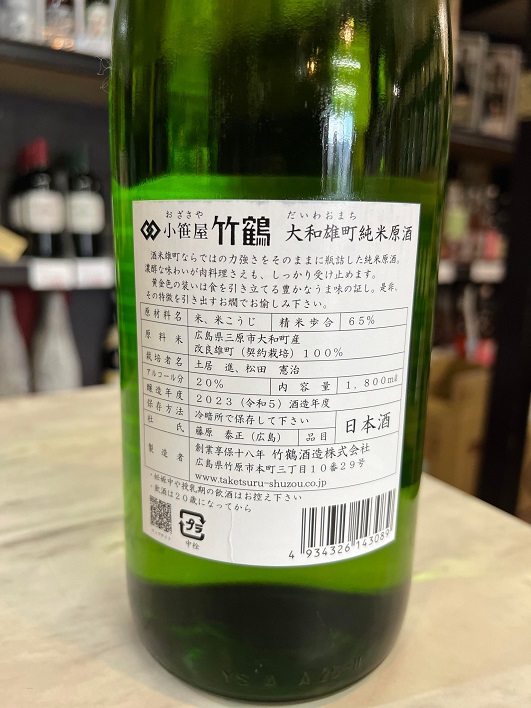 おざさや
小笹屋 竹鶴
だいわおまち
大和雄町純米原酒
酒米雄町ならではの力強さをそのままに瓶詰した純米原酒。
濃醇な味わいが肉料理さえも、しっかり受け止めます。
黄金色の装いは食を引き立てる豊かなうま味の証し。是非、
その特徴を引き出すお燗でお愉しみ下さい。
原材料名 米、米こうじ 精米歩合 65%
原料米 広島県三原市大和町産
改良雄町(契約栽培)100%
栽培者名 土居 進、松田 憲治
アルコール分 20% 内容量 1,800㎖
醸造年度 2023(令和5)酒造年度
保存方法 冷暗所で保存して下さい
杜氏 藤原 泰正(広島) 品目 日本酒
製造者 創業享保十八年 竹鶴酒造株式会社
広島県竹原市本町三丁目10番29号
www.taketsuru-shuzou.co.jp
・妊娠中や授乳期の飲酒はお控え下さい
・飲酒は20歳になってから
プラ
中栓
4 934326 143089